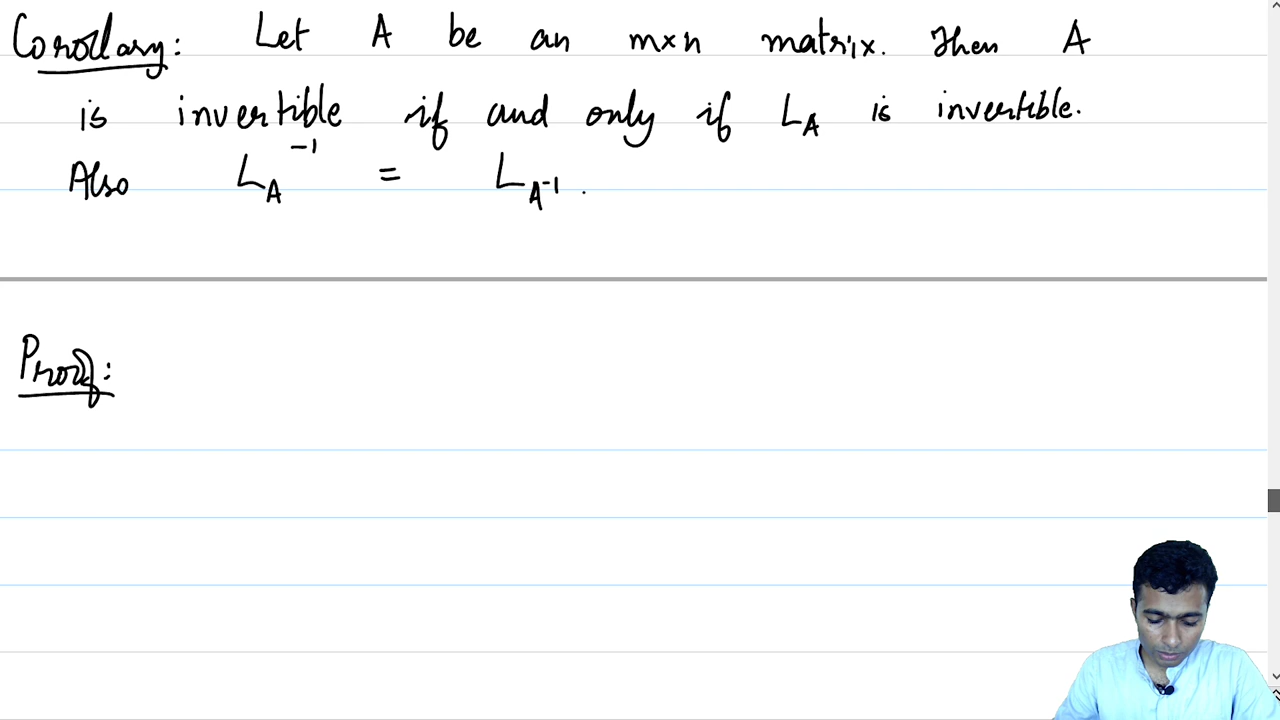 Corollary: Let A be an m×n matrix. Then A
is invertible if and only if L_A is invertible.
Also L_A^-1 = L_A^-1.
Proof: